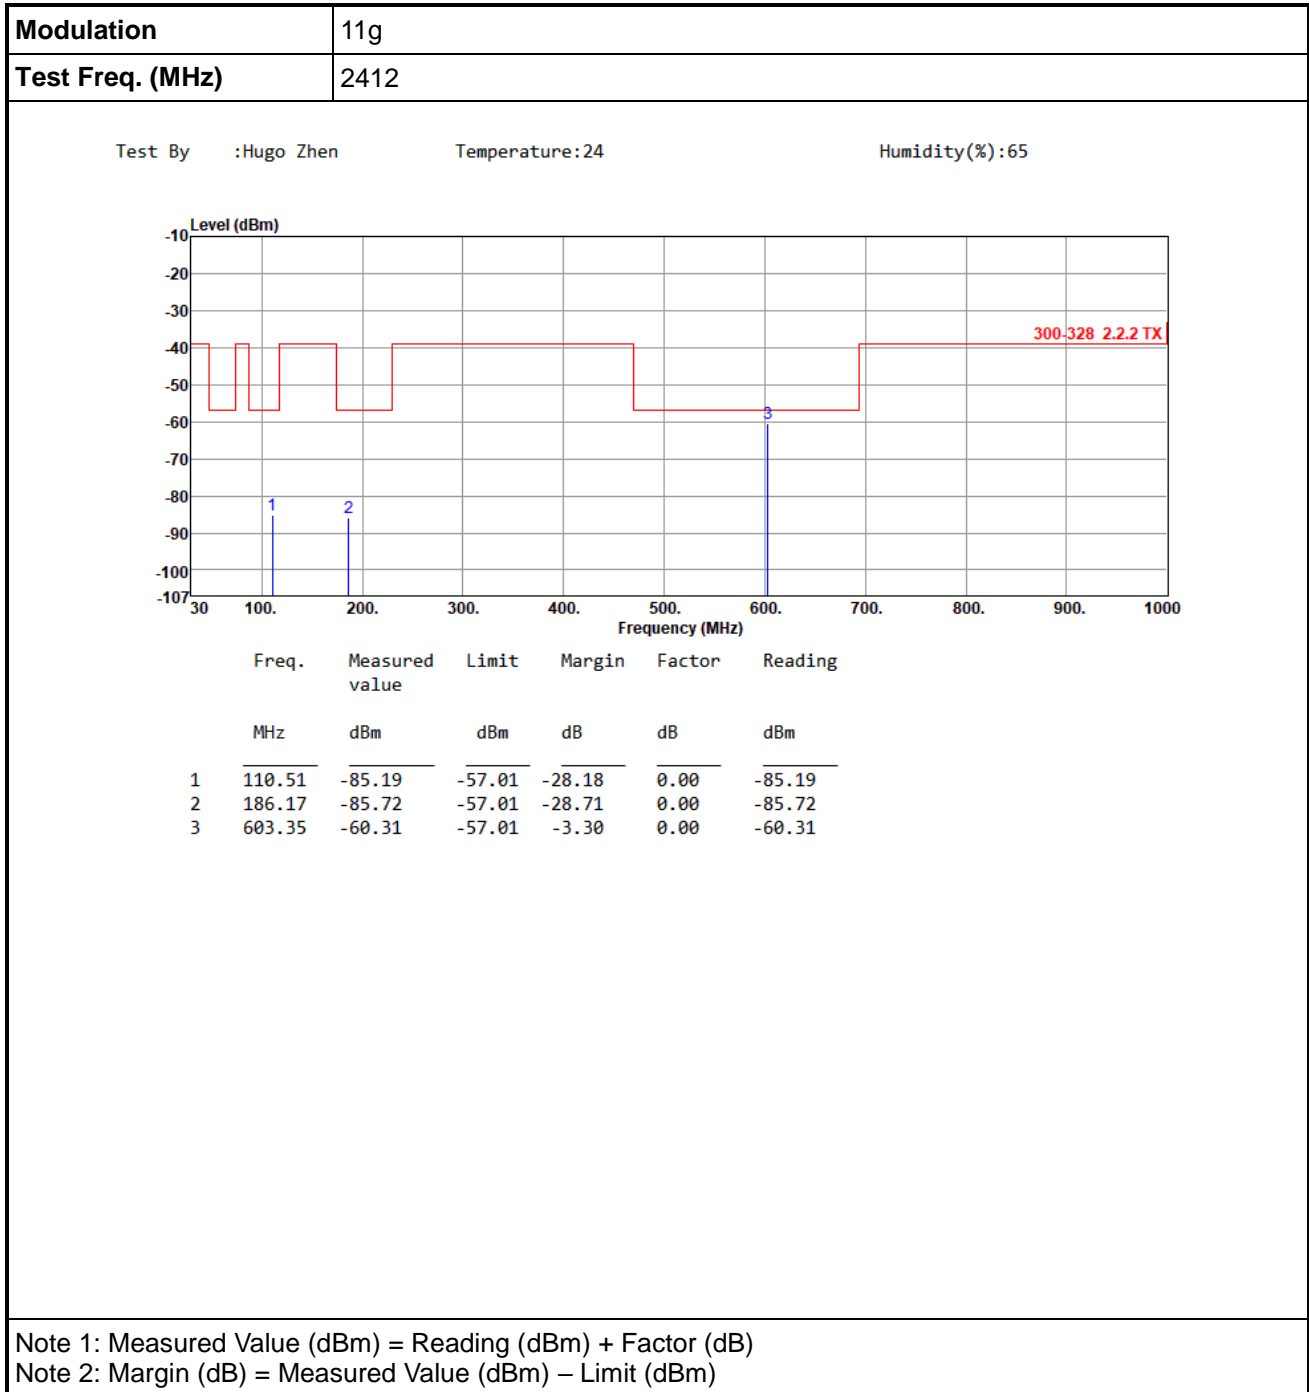 Modulation 11g
Test Freq. (MHz) 2412
Test By :Hugo Zhen Temperature:24 Humidity(%):65
Level (dBm)
-10
-20
-30
300-328 2.2.2 TX
-40
-50
-60
3
-70
-80
1 2
-90
-100
-107
30 100. 200. 300. 400. 500. 600. 700. 800. 900. 1000
Frequency (MHz)
Freq. Measured Limit Margin Factor Reading
value
MHz dBm dBm dB dB dBm
1 110.51 -85.19 -57.01 -28.18 0.00 -85.19
2 186.17 -85.72 -57.01 -28.71 0.00 -85.72
3 603.35 -60.31 -57.01 -3.30 0.00 -60.31
Note 1: Measured Value (dBm) = Reading (dBm) + Factor (dB)
Note 2: Margin (dB) = Measured Value (dBm) – Limit (dBm)